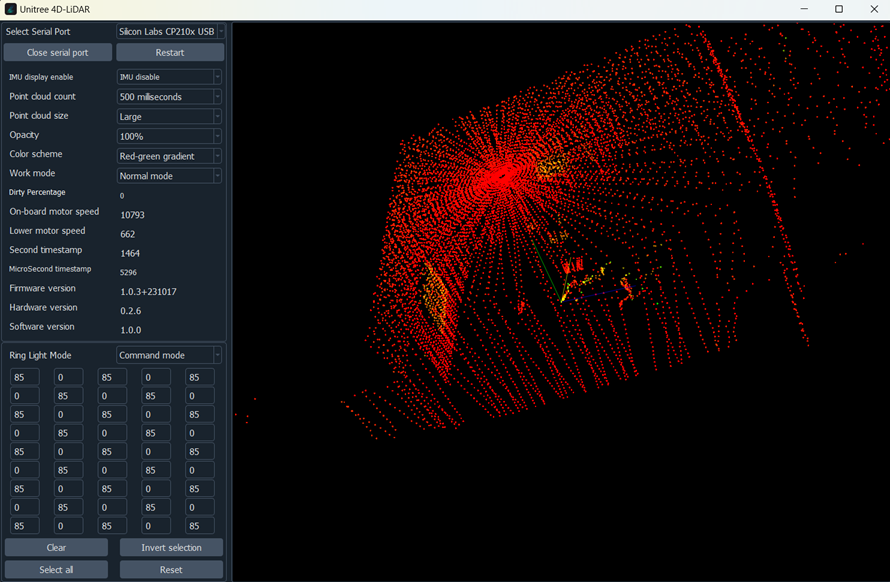 Unitree 4D-LiDAR
Select Serial Port Silicon Labs CP210x USB
Close serial port Restart
IMU display enable IMU disable
Point cloud count 500 miliseconds
Point cloud size Large
Opacity 100%
Color scheme Red-green gradient
Work mode Normal mode
Dirty Percentage 0
On-board motor speed 10793
Lower motor speed 662
Second timestamp 1464
MicroSecond timestamp 5296
Firmware version 1.0.3+231017
Hardware version 0.2.6
Software version 1.0.0
Ring Light Mode Command mode
85 0 85 0 85
0 85 0 85 0
85 0 85 0 85
0 85 0 85 0
85 0 85 0 85
0 85 0 85 0
85 0 85 0 85
0 85 0 85 0
85 0 85 0 85
Clear Invert selection
Select all Reset